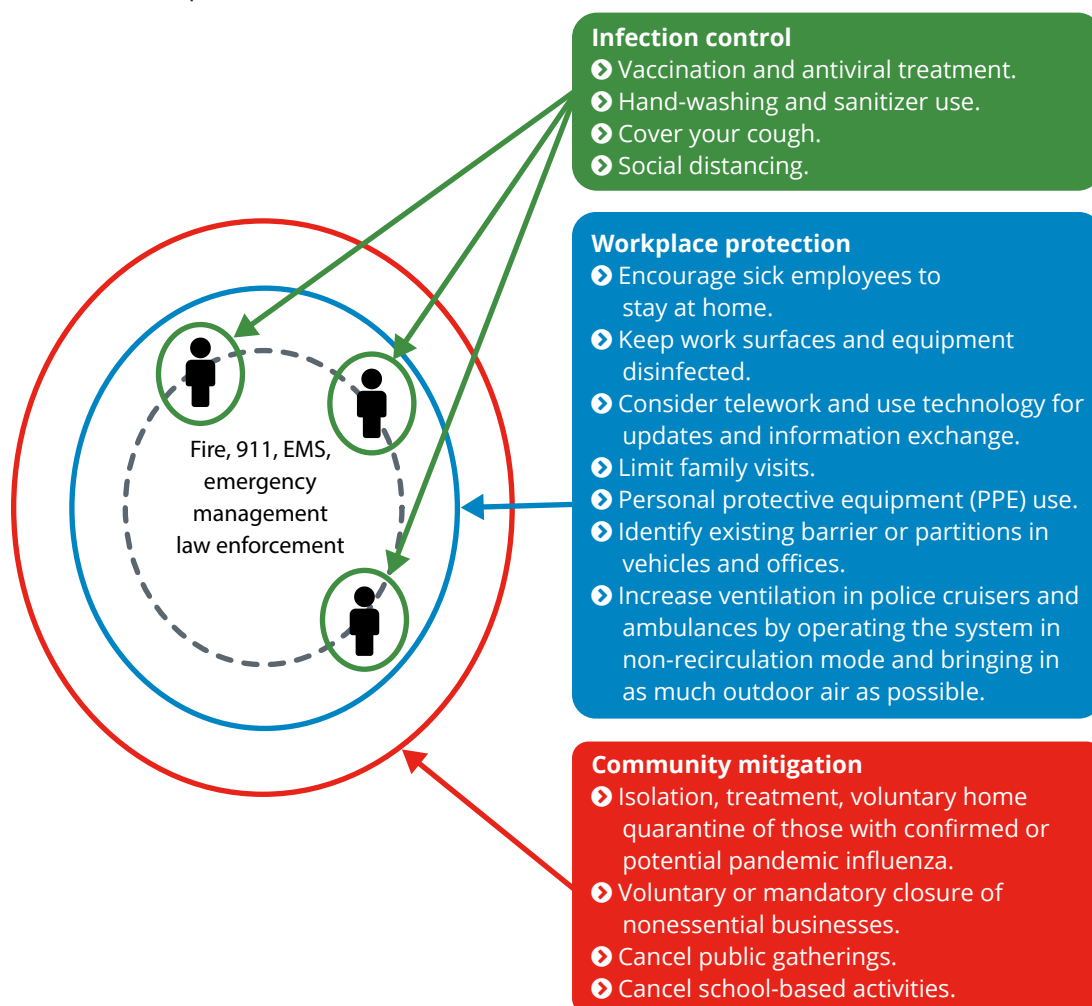 Infection control
Vaccination and antiviral treatment.
Hand-washing and sanitizer use.
Cover your cough.
Social distancing.
Workplace protection
Encourage sick employees to
stay at home.
Keep work surfaces and equipment
disinfected.
Consider telework and use technology for
updates and information exchange.
Limit family visits.
Personal protective equipment (PPE) use.
Identify existing barrier or partitions in
vehicles and offices.
Increase ventilation in police cruisers and
ambulances by operating the system in
non-recirculation mode and bringing in
as much outdoor air as possible.
Fire, 911, EMS,
emergency
management
law enforcement
Community mitigation
Isolation, treatment, voluntary home
quarantine of those with confirmed or
potential pandemic influenza.
Voluntary or mandatory closure of
nonessential businesses.
Cancel public gatherings.
Cancel school-based activities.